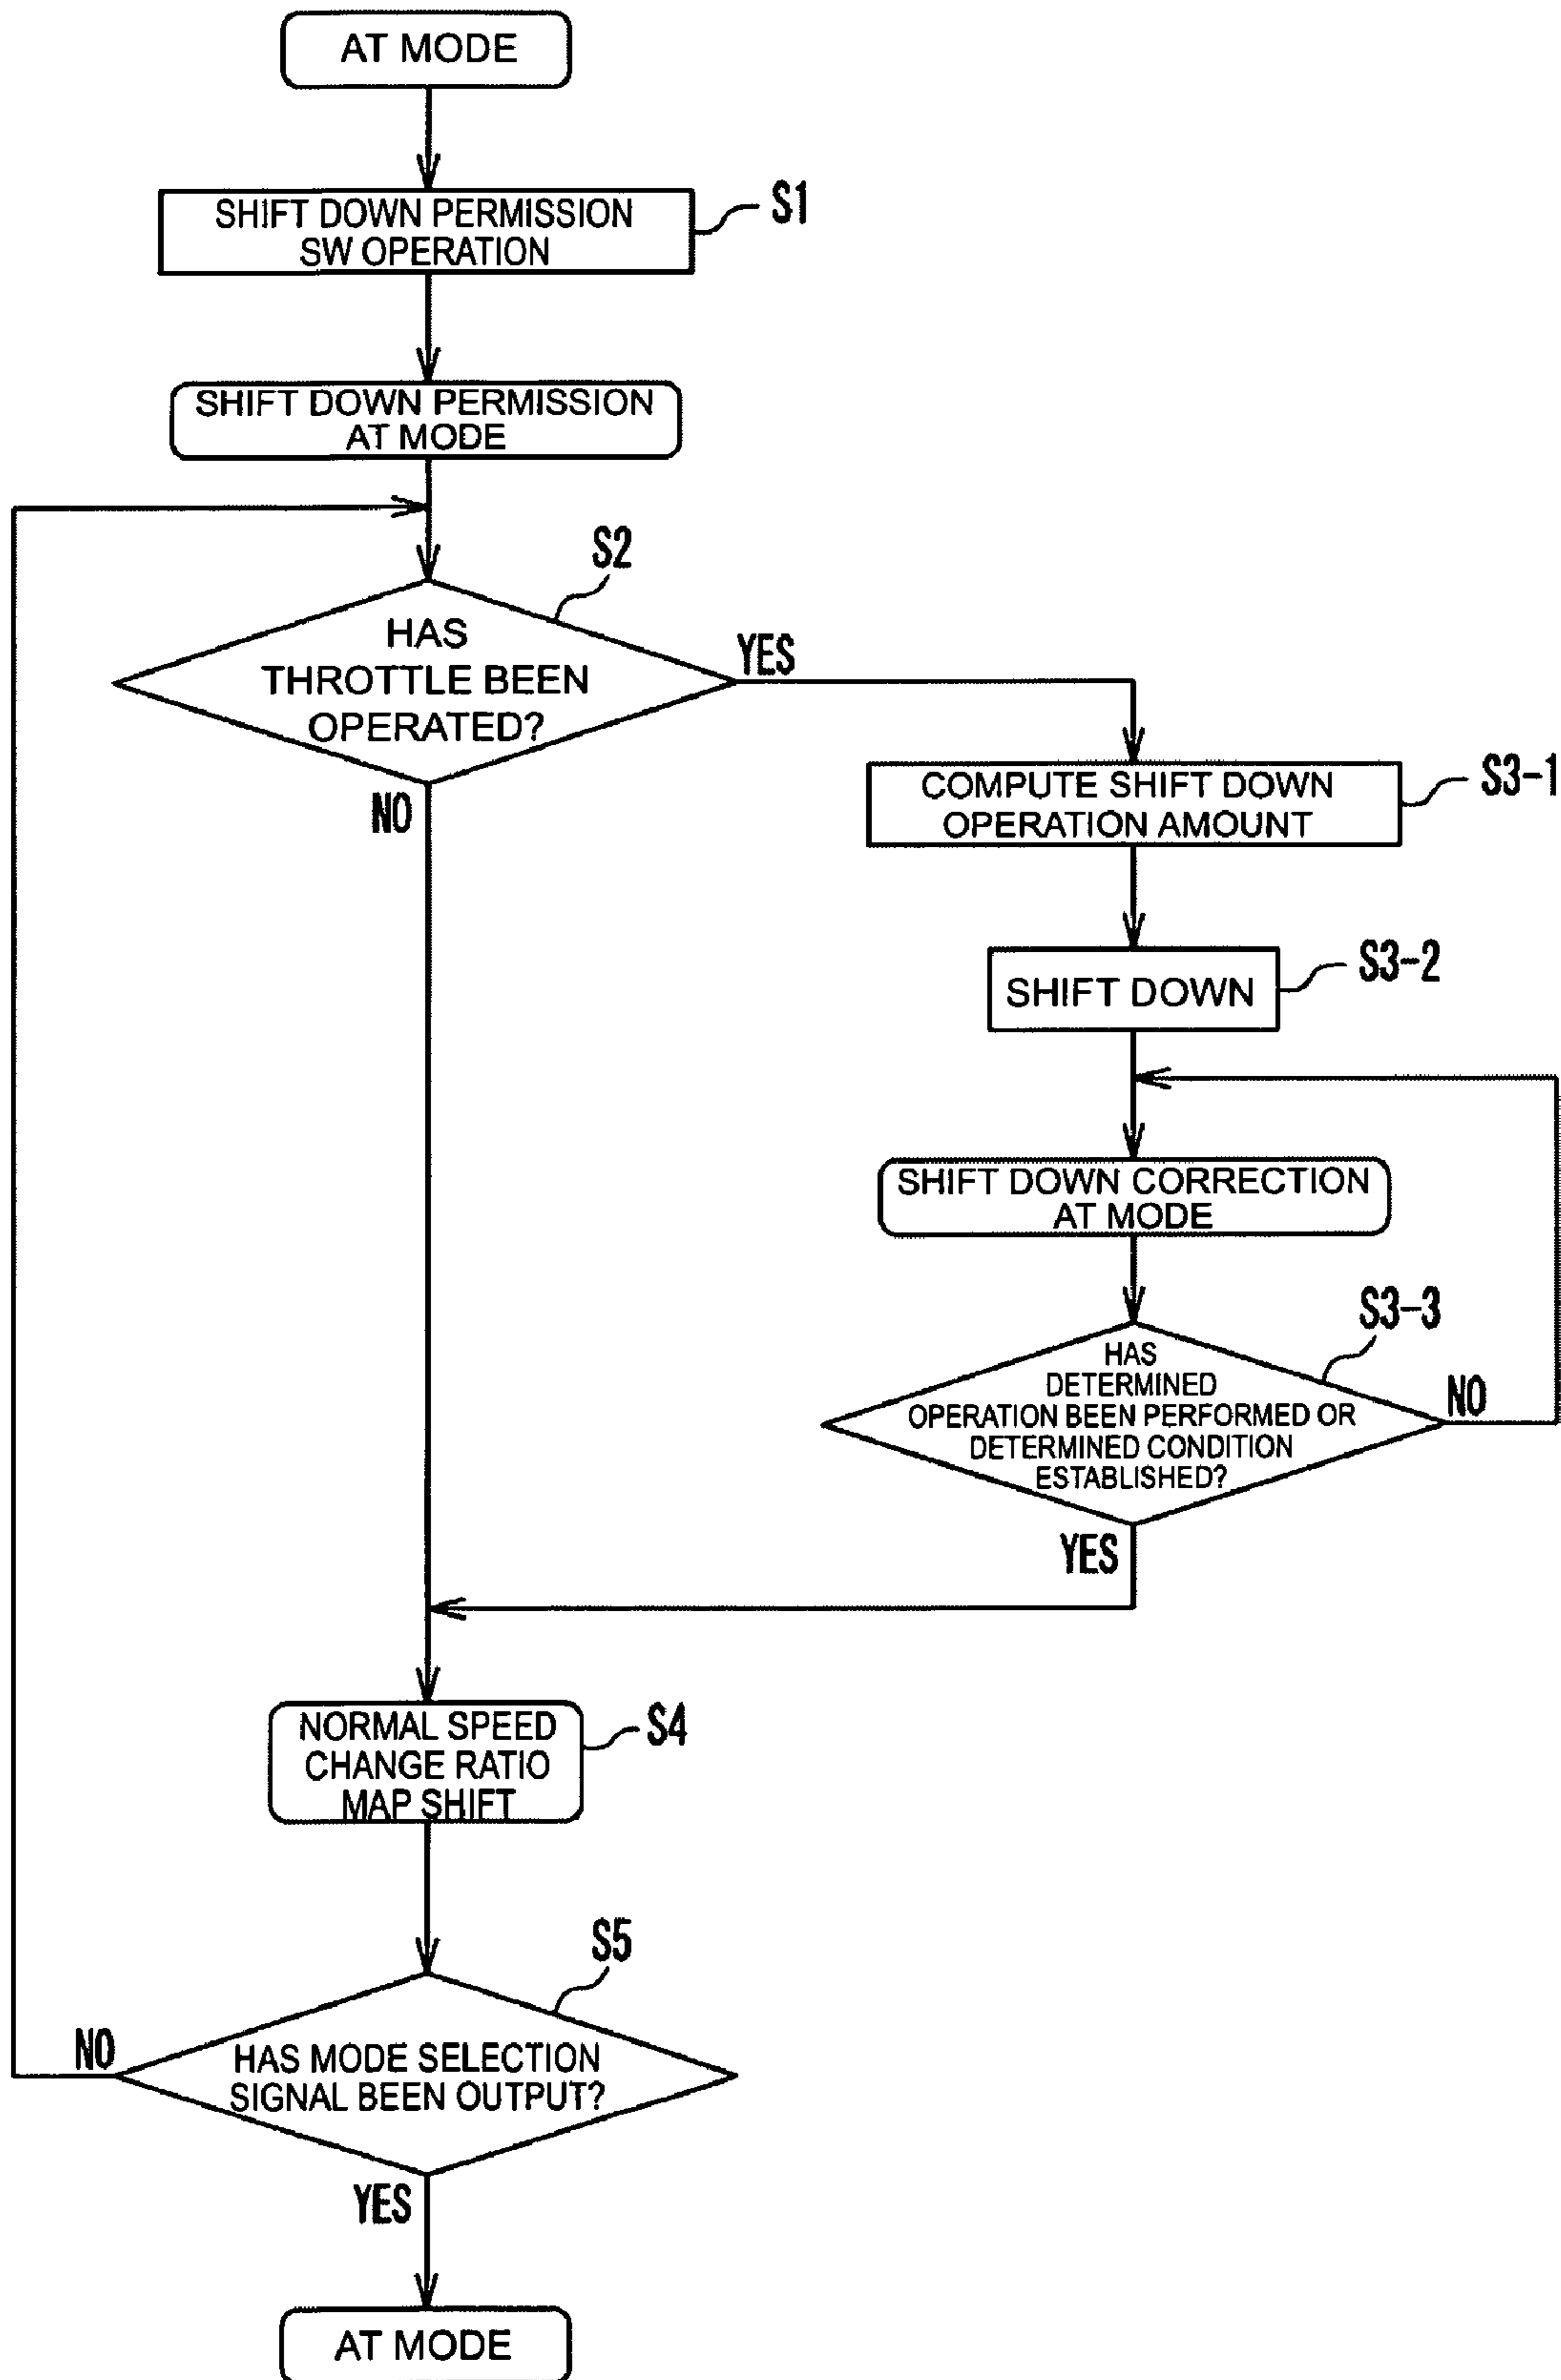 AT MODE
SHIFT DOWN PERMISSION
SW OPERATION
S1
SHIFT DOWN PERMISSION
AT MODE
S2
HAS
THROTTLE BEEN
OPERATED?
YES
NO
COMPUTE SHIFT DOWN
OPERATION AMOUNT
S3-1
SHIFT DOWN
S3-2
SHIFT DOWN CORRECTION
AT MODE
S3-3
HAS
DETERMINED
OPERATION BEEN PERFORMED OR
DETERMINED CONDITION
ESTABLISHED?
NO
YES
NORMAL SPEED
CHANGE RATIO
MAP SHIFT
S4
S5
HAS MODE SELECTION
SIGNAL BEEN OUTPUT?
NO
YES
AT MODE